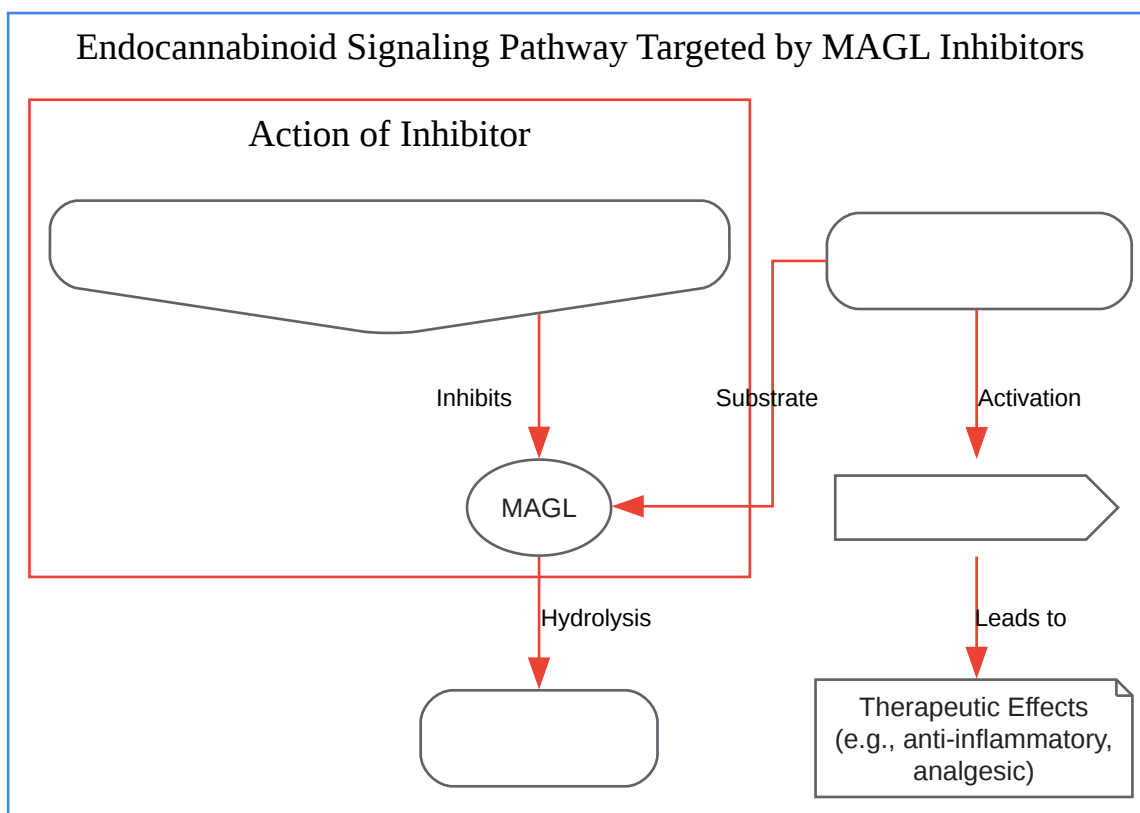 Endocannabinoid Signaling Pathway Targeted by MAGL Inhibitors
Action of Inhibitor
Inhibits
Substrate
Activation
MAGL
Hydrolysis
Leads to
Therapeutic Effects
(e.g., anti-inflammatory,
analgesic)